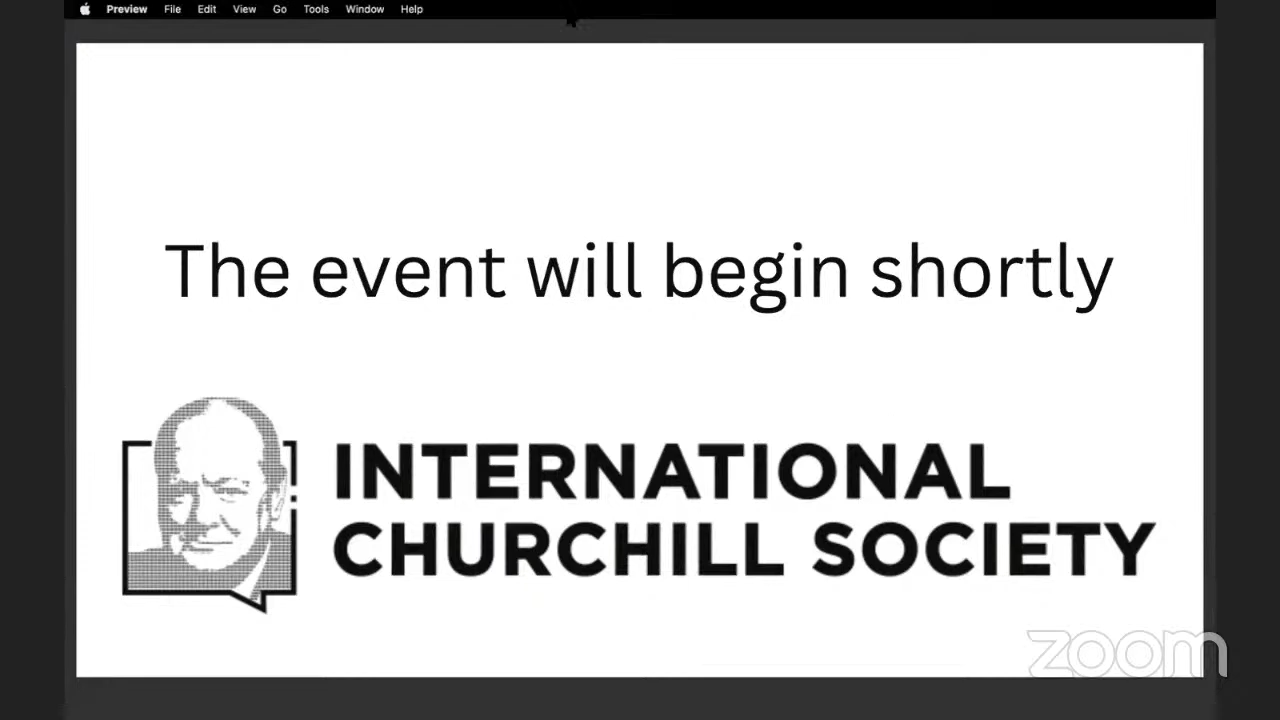 Preview File Edit View Go Tools Window Help
The event will begin shortly
INTERNATIONAL
CHURCHILL SOCIETY
zoom